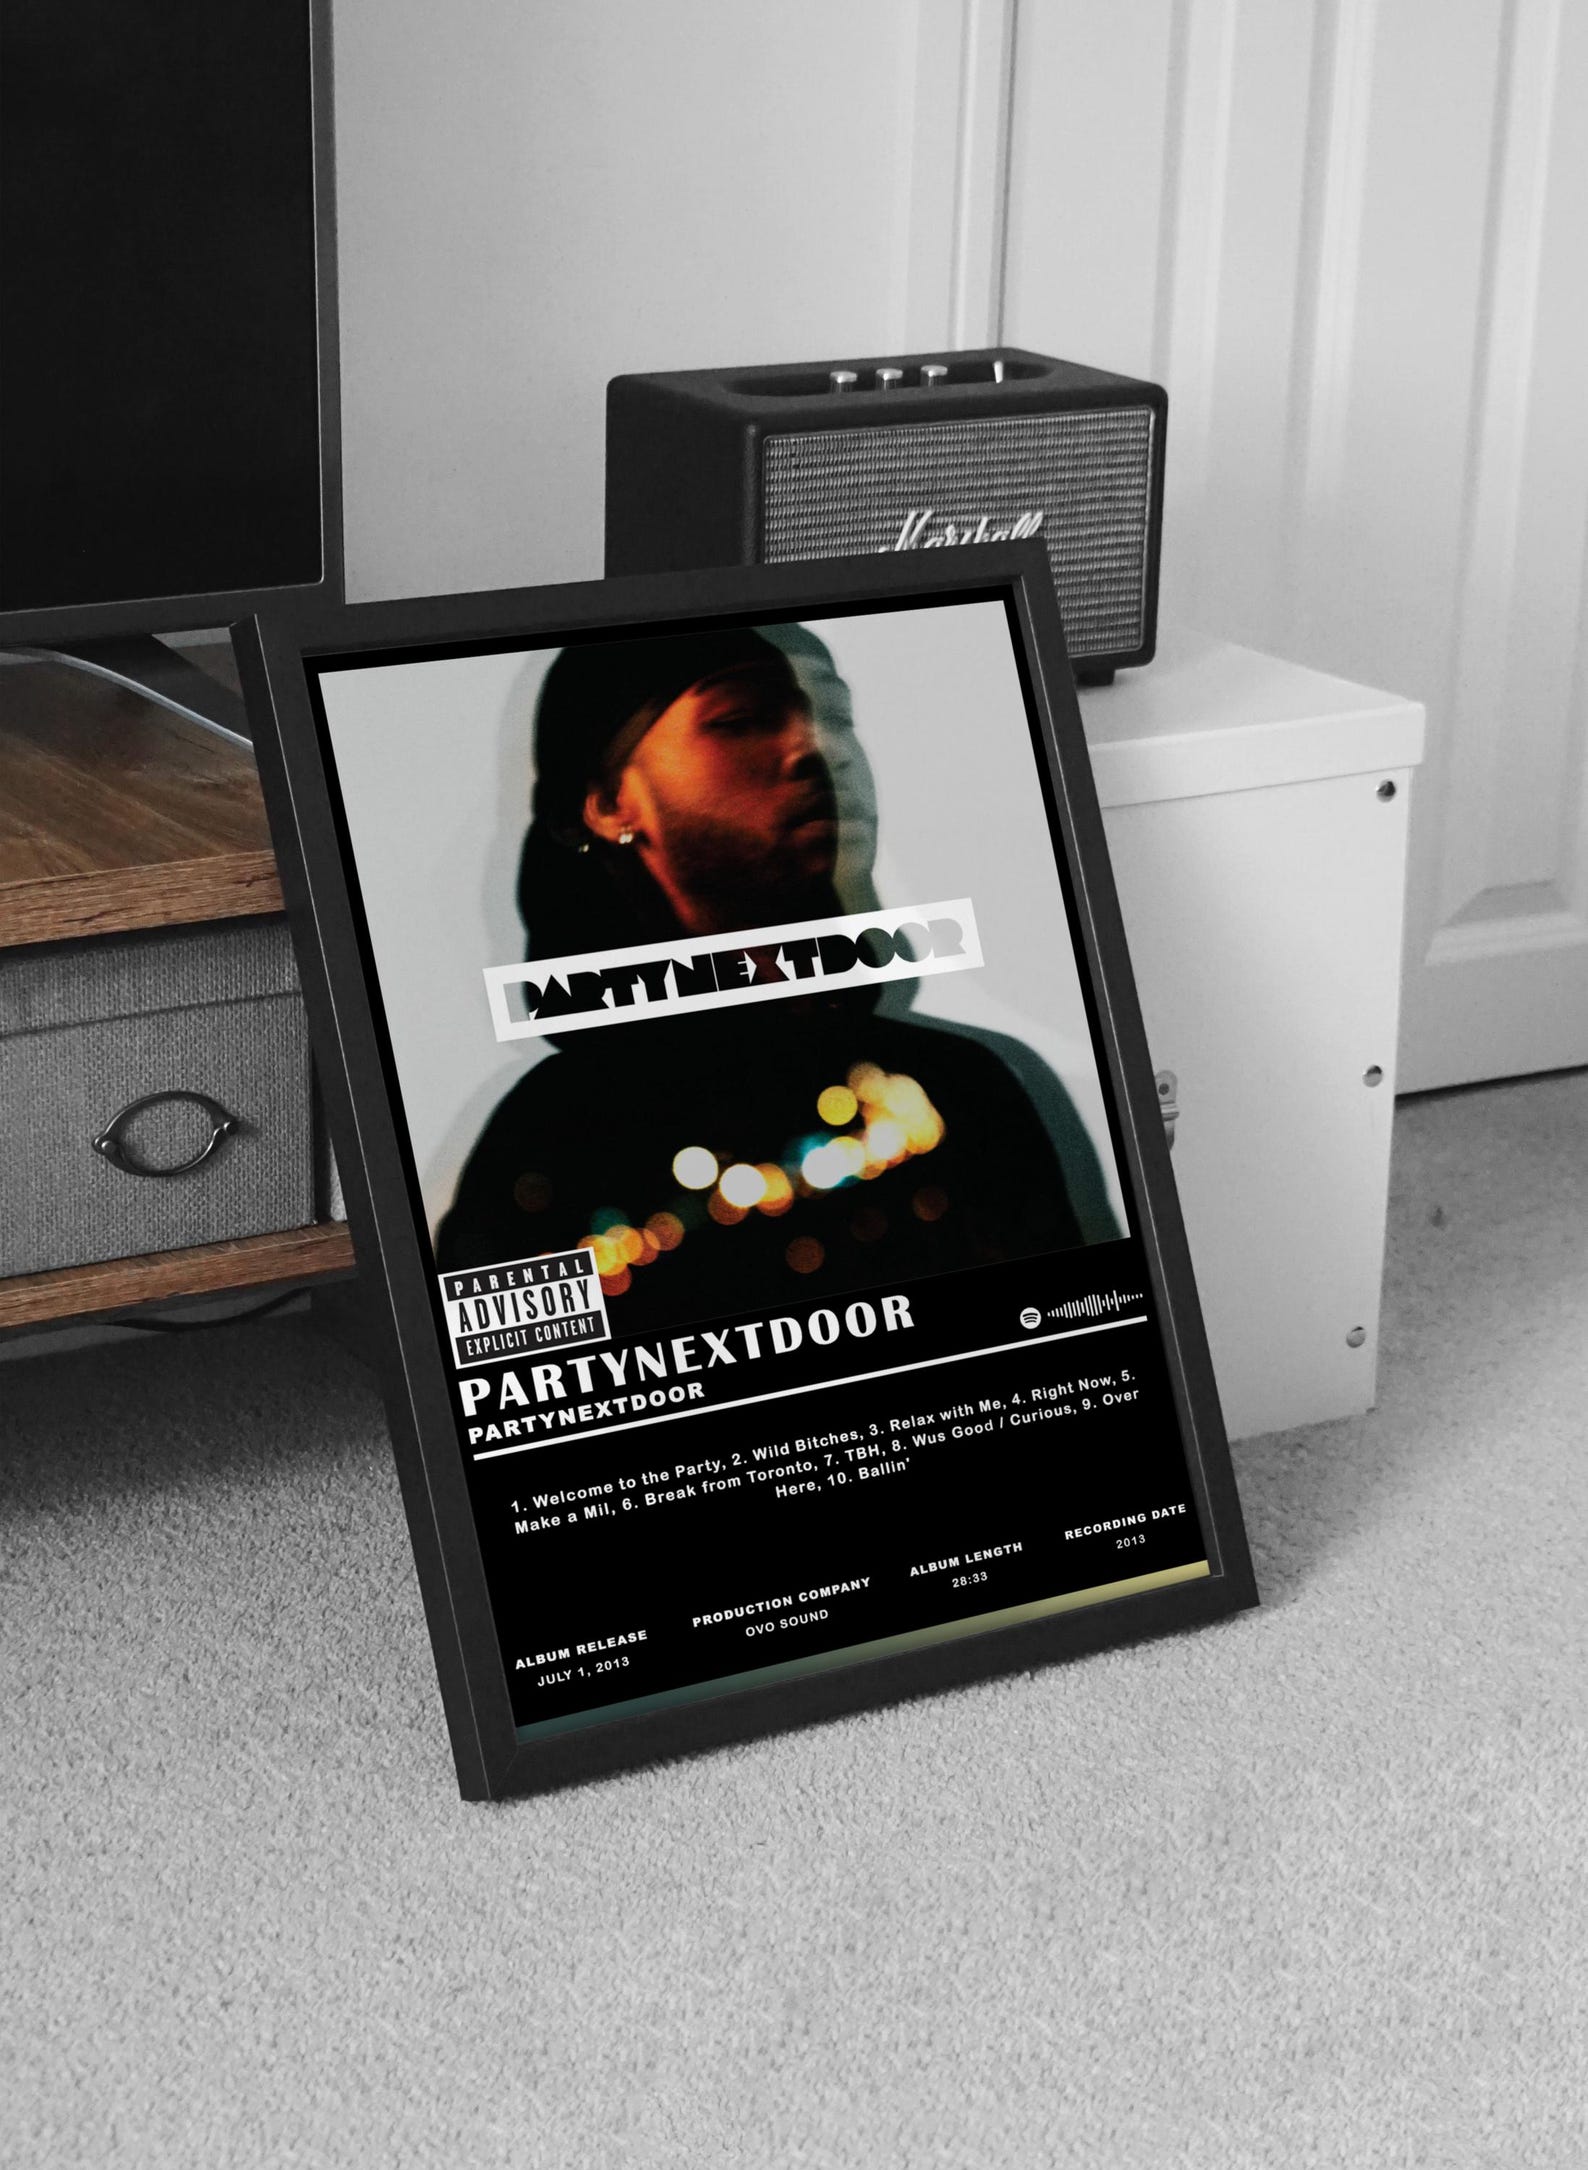 Marshall
PARTYNEXTDOOR
PARENTAL
ADVISORY
EXPLICIT CONTENT
PARTYNEXTDOOR
PARTYNEXTDOOR
1. Welcome to the Party, 2. Wild Bitches, 3. Relax with Me, 4. Right Now, 5.
Make a Mil, 6. Break from Toronto, 7. TBH, 8. Wus Good / Curious, 9. Over
Here, 10. Ballin'
ALBUM RELEASE
JULY 1, 2013
PRODUCTION COMPANY
OVO SOUND
ALBUM LENGTH
28:33
RECORDING DATE
2013